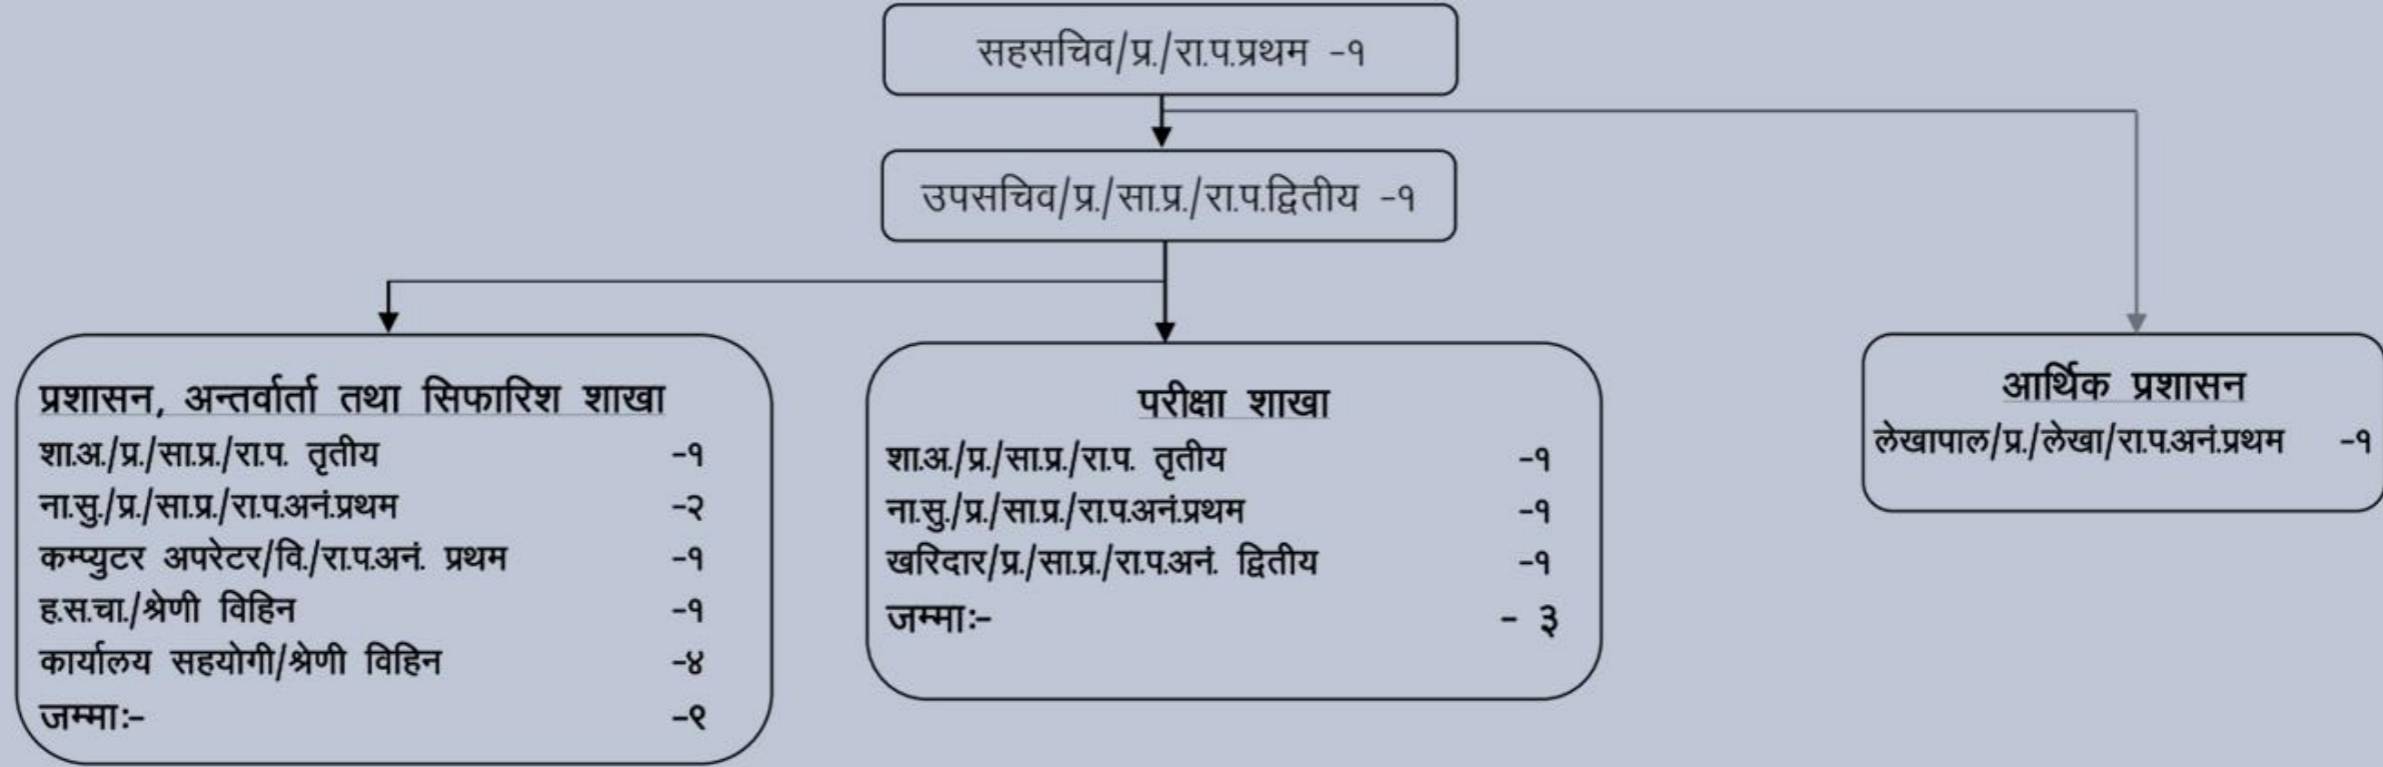 सहसचिव/प्र./रा.प.प्रथम -१
उपसचिव/प्र./सा.प्र./रा.प.द्वितीय -१
प्रशासन, अन्तर्वार्ता तथा सिफारिश शाखा
शा.अ./प्र./सा.प्र./रा.प. तृतीय -१
ना.सु./प्र./सा.प्र./रा.प.अनं.प्रथम -२
कम्प्युटर अपरेटर/वि./रा.प.अनं. प्रथम -१
ह.स.चा./श्रेणी विहिन -१
कार्यालय सहयोगी/श्रेणी विहिन -४
जम्माः- -९
परीक्षा शाखा
शा.अ./प्र./सा.प्र./रा.प. तृतीय -१
ना.सु./प्र./सा.प्र./रा.प.अनं.प्रथम -१
खरिदार/प्र./सा.प्र./रा.प.अनं. द्वितीय -१
जम्माः- - ३
आर्थिक प्रशासन
लेखापाल/प्र./लेखा/रा.प.अनं.प्रथम -१